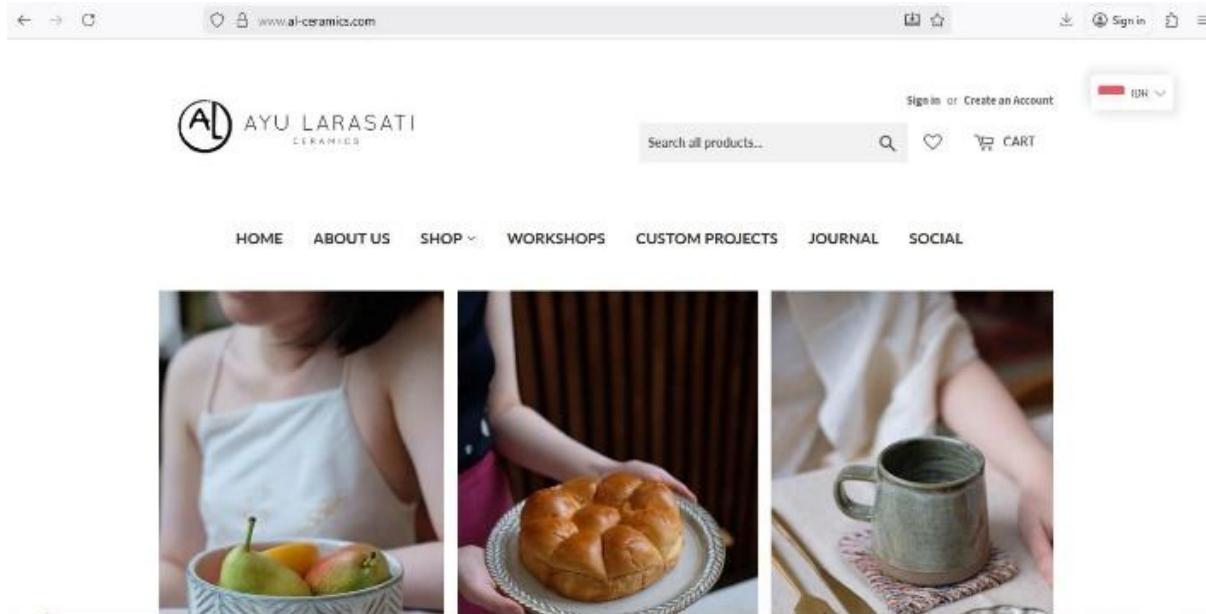 www.al-ceramics.com
Sign in
Sign in or Create an Account
IDR
AL
AYU LARASATI
CERAMICS
Search all products...
CART
HOME ABOUT US SHOP WORKSHOPS CUSTOM PROJECTS JOURNAL SOCIAL